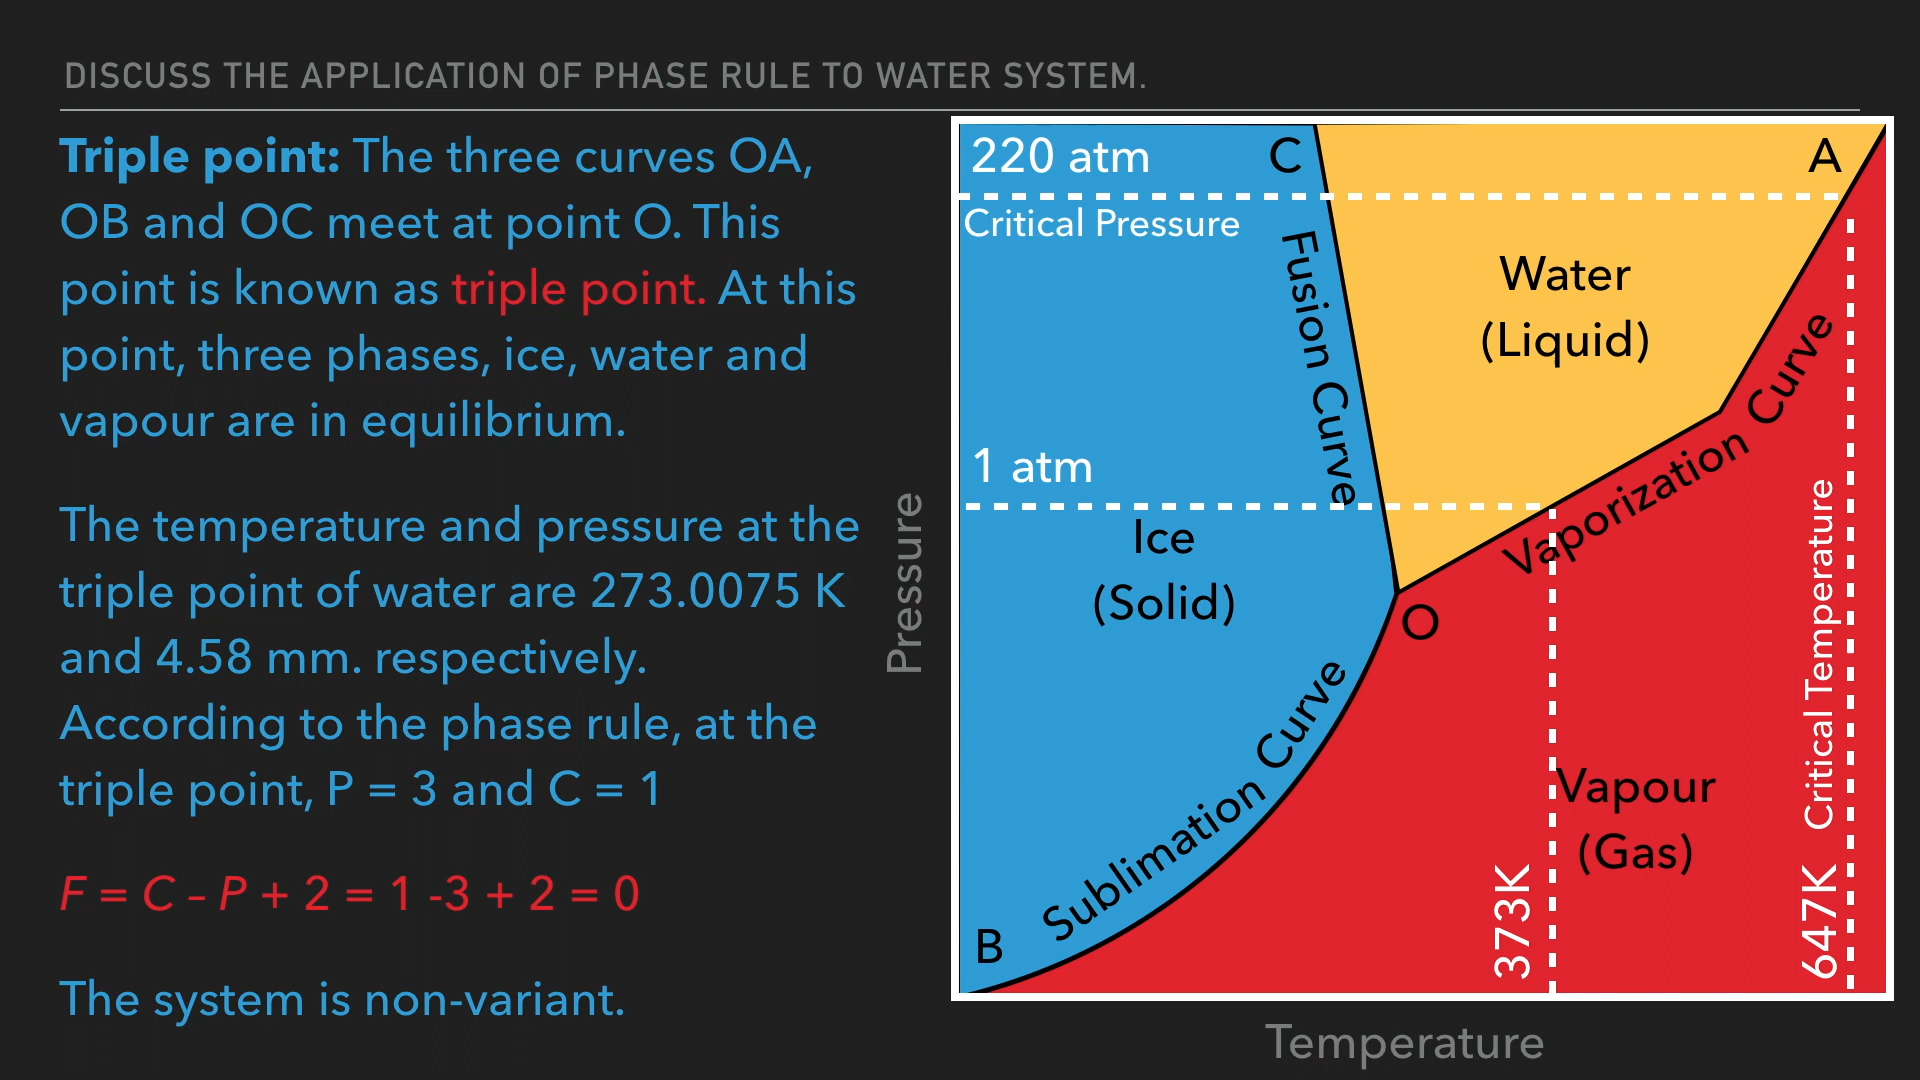 DISCUSS THE APPLICATION OF PHASE RULE TO WATER SYSTEM.
Triple point: The three curves OA,
OB and OC meet at point O. This
point is known as triple point. At this
point, three phases, ice, water and
vapour are in equilibrium.
The temperature and pressure at the
triple point of water are 273.0075 K
and 4.58 mm. respectively.
According to the phase rule, at the
triple point, P = 3 and C = 1
F = C – P + 2 = 1 -3 + 2 = 0
The system is non-variant.
Pressure
220 atm
C
A
Critical Pressure
Fusion Curve
Water
(Liquid)
1 atm
Ice
(Solid)
Vaporization Curve
O
Sublimation Curve
B
Vapour
(Gas)
373K
647K Critical Temperature
Temperature